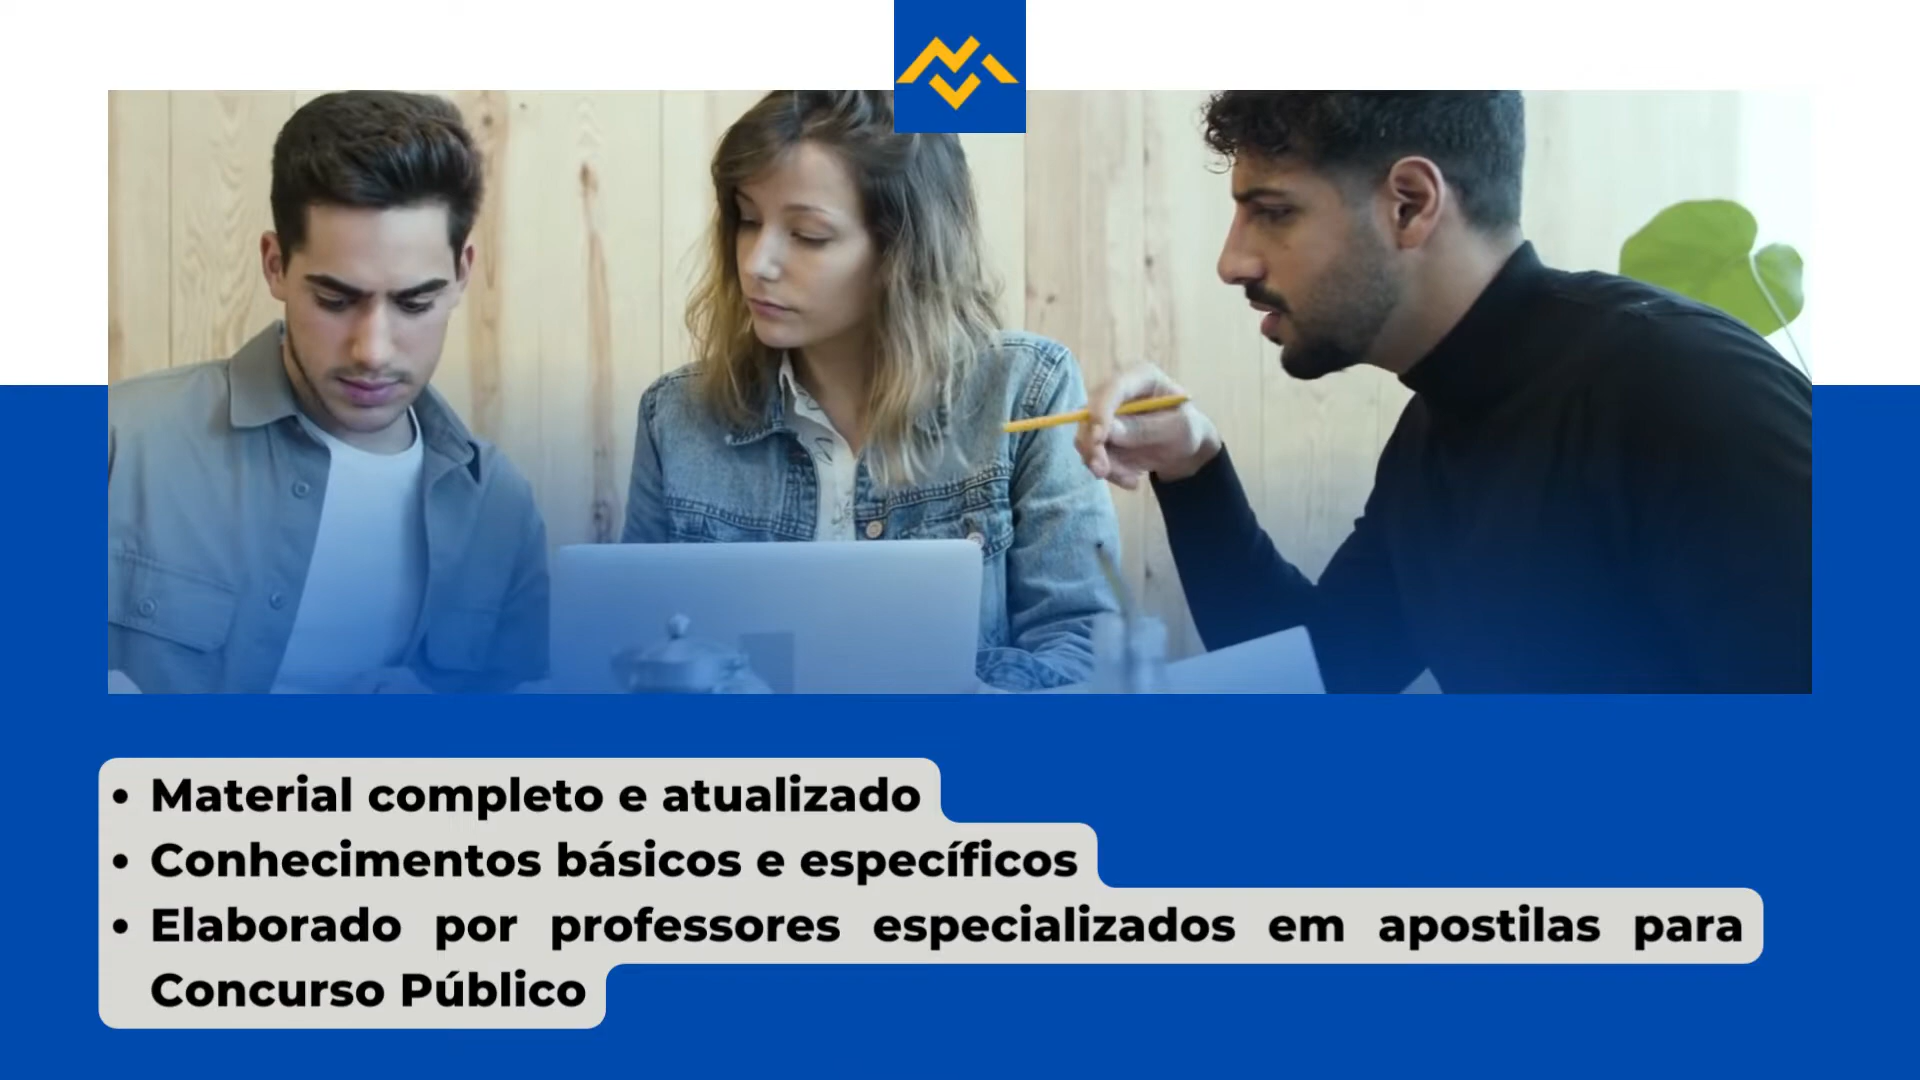 • Material completo e atualizado
• Conhecimentos básicos e específicos
• Elaborado por professores especializados em apostilas para
Concurso Público